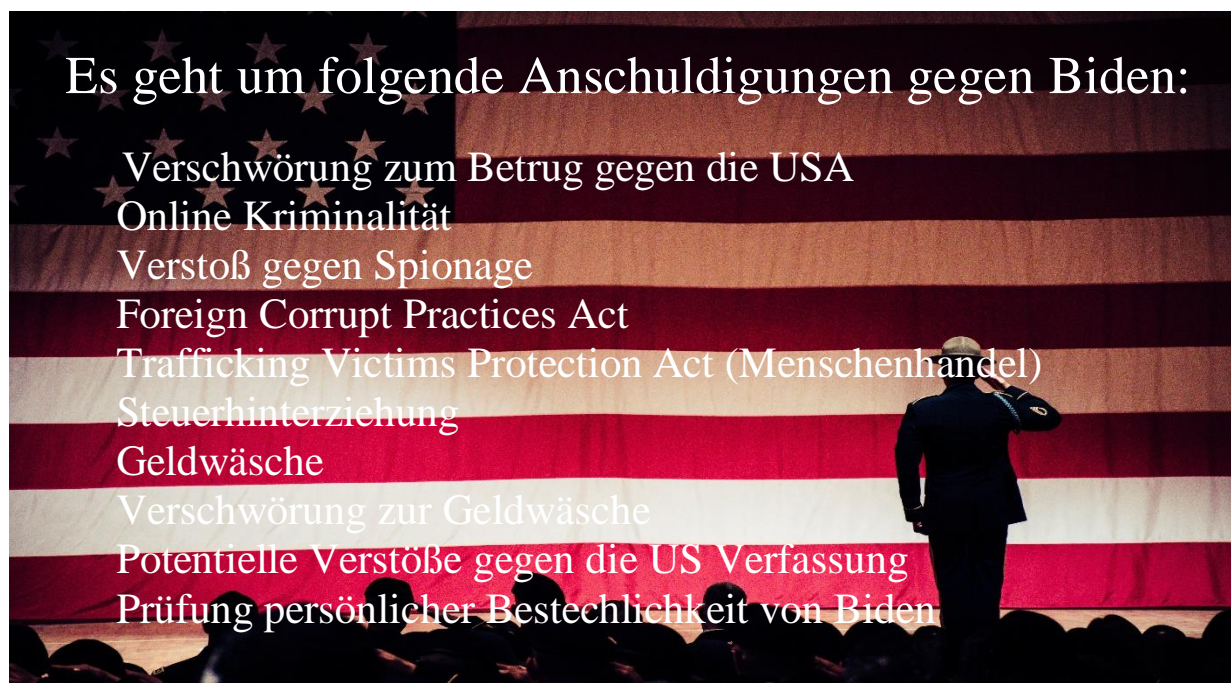 Es geht um folgende Anschuldigungen gegen Biden:
Verschwörung zum Betrug gegen die USA
Online Kriminalität
Verstoß gegen Spionage
Foreign Corrupt Practices Act
Trafficking Victims Protection Act (Menschenhandel)
Steuerhinterziehung
Geldwäsche
Verschwörung zur Geldwäsche
Potentielle Verstöße gegen die US Verfassung
Prüfung persönlicher Bestechlichkeit von Biden